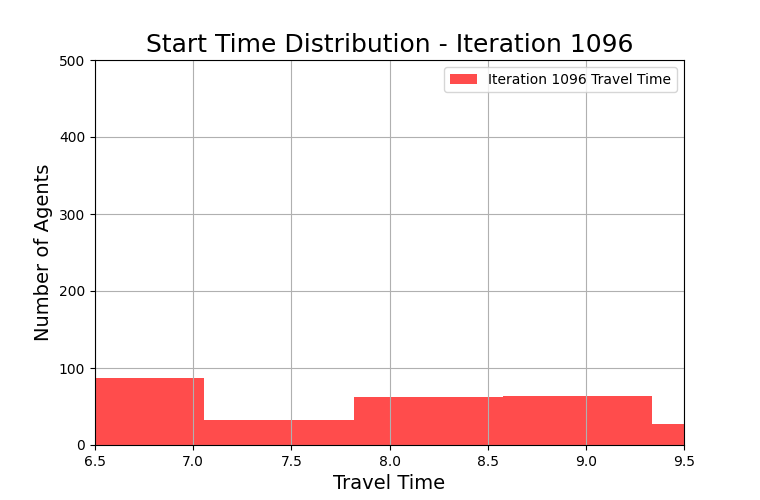 Start Time Distribution - Iteration 1096
Iteration 1096 Travel Time
Number of Agents
500
400
300
200
100
0
6.5 7.0 7.5 8.0 8.5 9.0 9.5
Travel Time